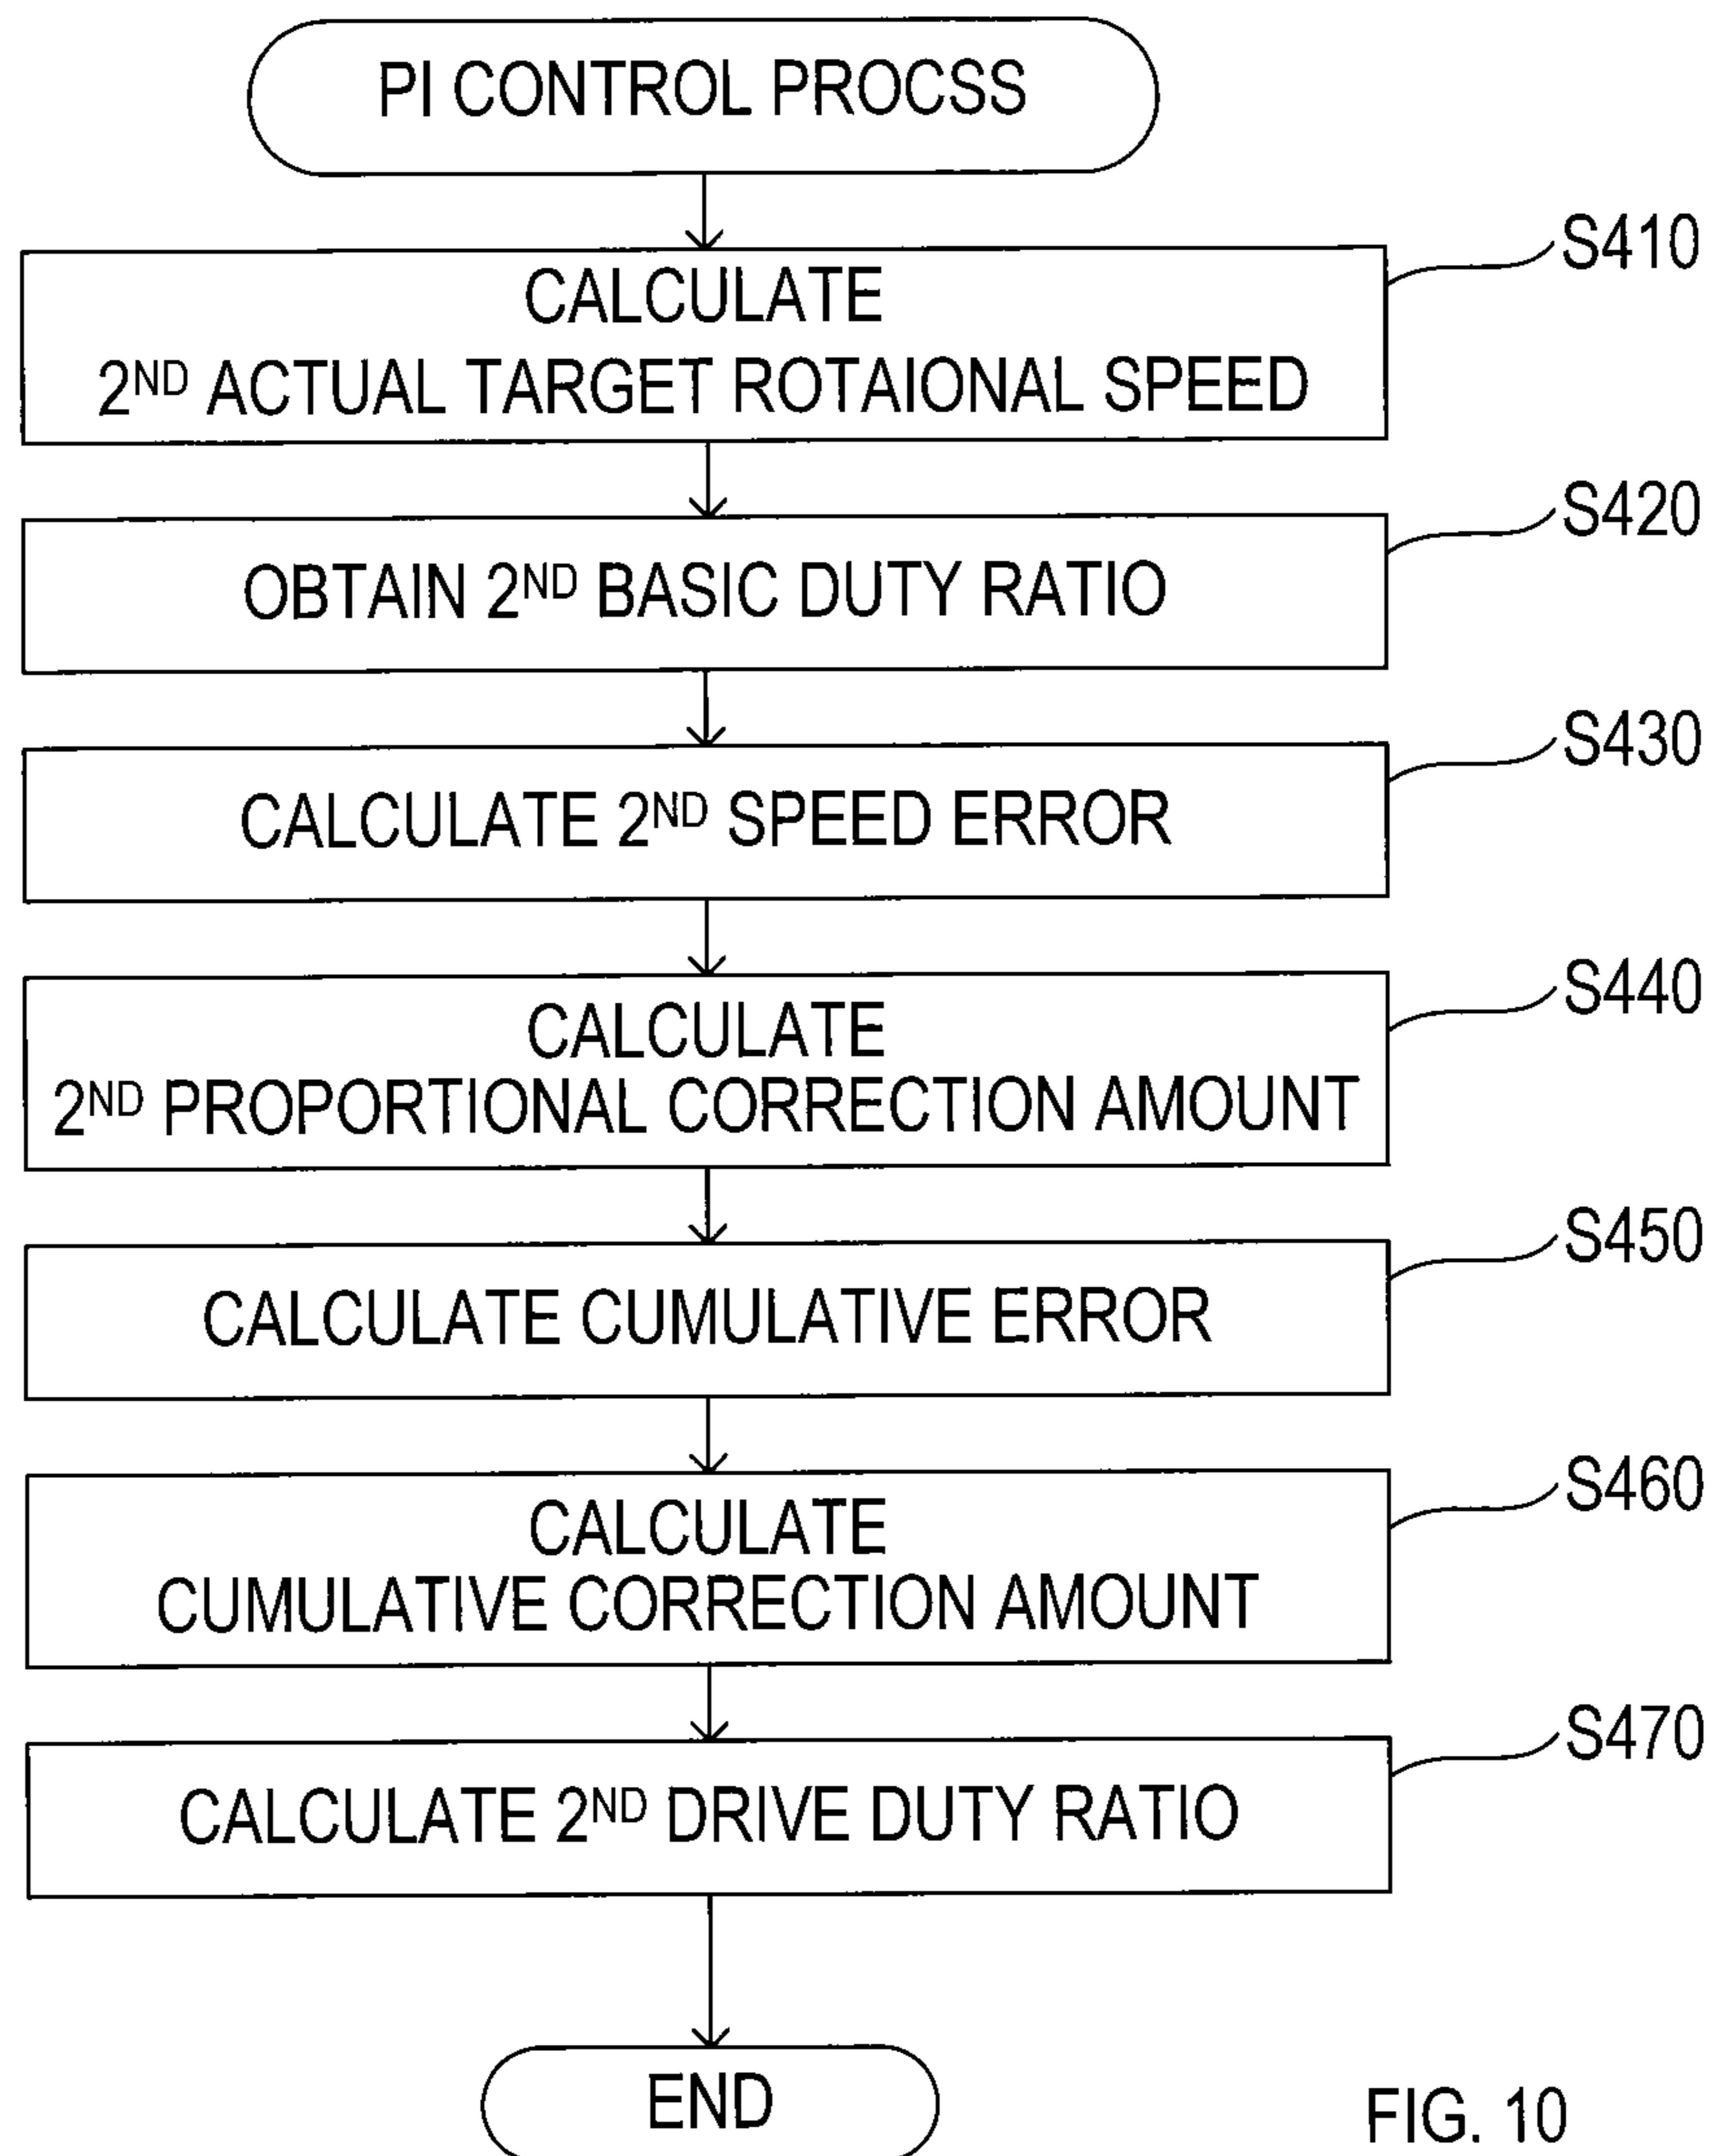 PI CONTROL PROCSS
S410
CALCULATE
2ND ACTUAL TARGET ROTAIONAL SPEED
S420
OBTAIN 2ND BASIC DUTY RATIO
S430
CALCULATE 2ND SPEED ERROR
S440
CALCULATE
2ND PROPORTIONAL CORRECTION AMOUNT
S450
CALCULATE CUMULATIVE ERROR
S460
CALCULATE
CUMULATIVE CORRECTION AMOUNT
S470
CALCULATE 2ND DRIVE DUTY RATIO
END
FIG. 10